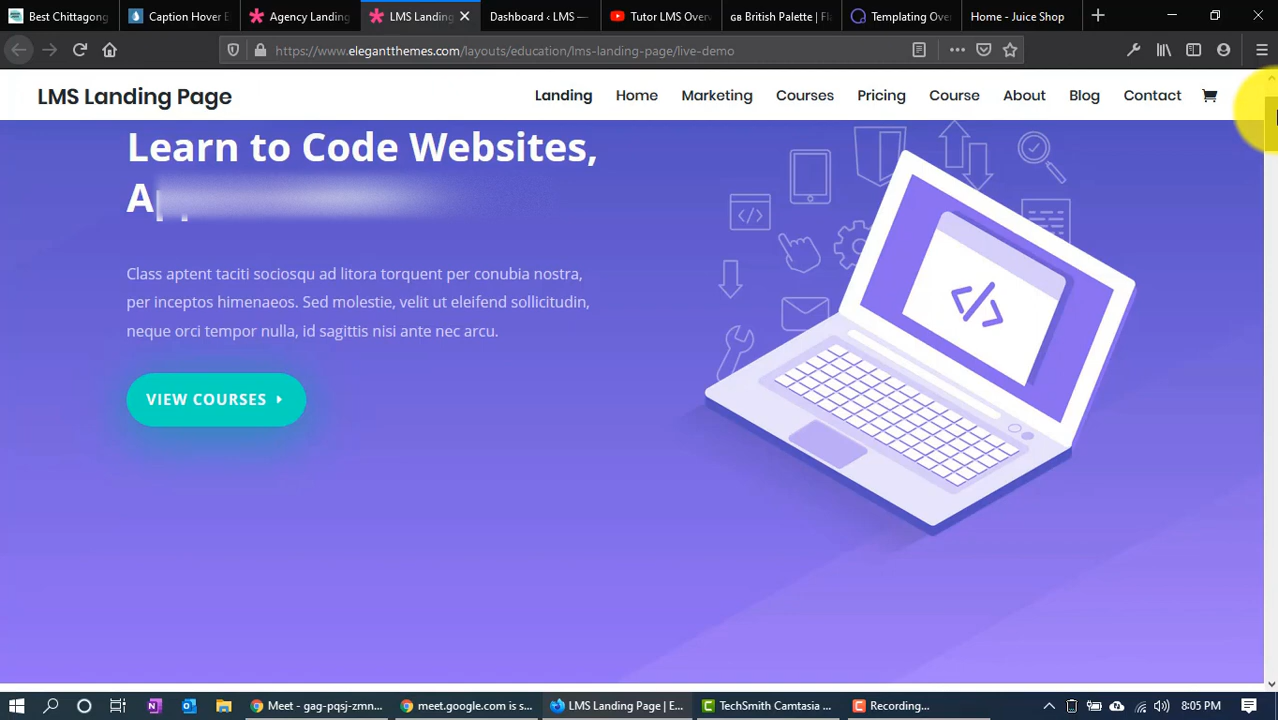 Best Chittagong
Caption Hover E
Agency Landing
LMS Landing
Dashboard ‹ LMS —
Tutor LMS Over
GB British Palette | Fla
Templating Ove
Home - Juice Shop
https://www.elegantthemes.com/layouts/education/lms-landing-page/live-demo
LMS Landing Page
Landing
Home
Marketing
Courses
Pricing
Course
About
Blog
Contact
Learn to Code Websites,
Class aptent taciti sociosqu ad litora torquent per conubia nostra,
per inceptos himenaeos. Sed molestie, velit ut eleifend sollicitudin,
neque orci tempor nulla, id sagittis nisi ante nec arcu.
VIEW COURSES
Meet - gag-pqsj-zmn...
meet.google.com is s...
LMS Landing Page | E...
TechSmith Camtasia ...
Recording...
8:05 PM